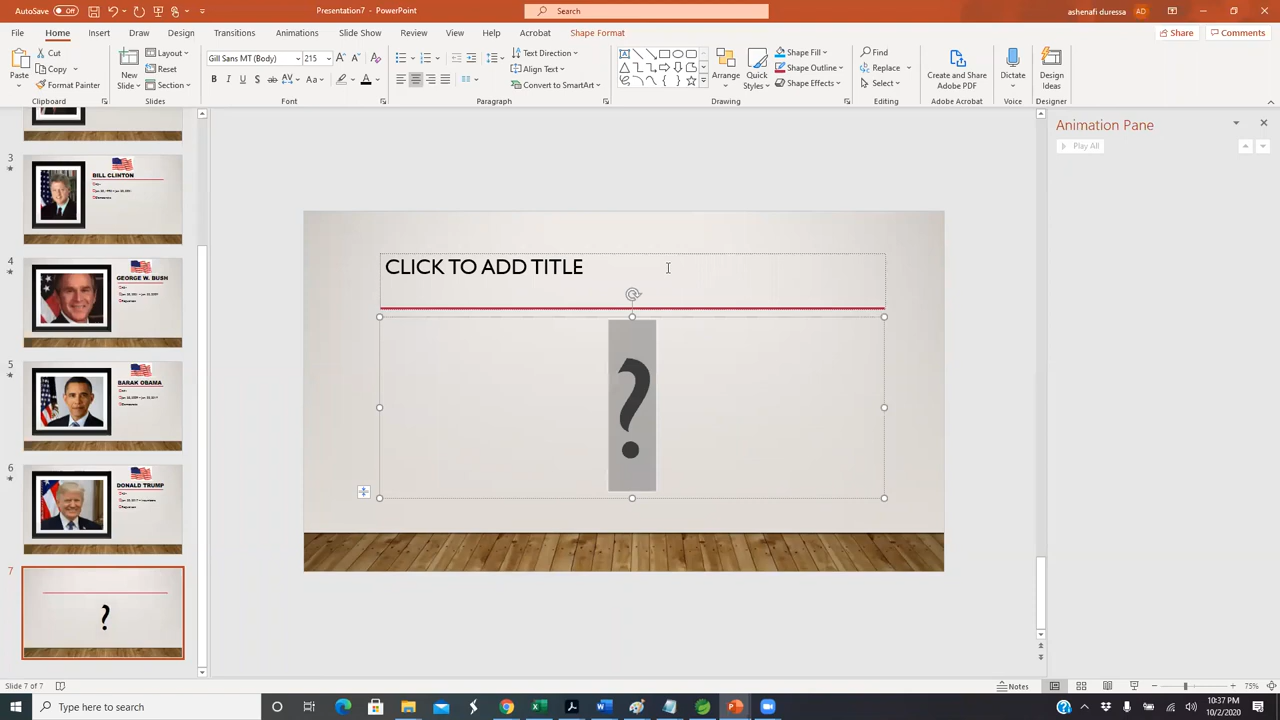 AutoSave Off
Presentation7 - PowerPoint
Search
ashenafi duressa
File Home Insert Draw Design Transitions Animations Slide Show Review View Help Acrobat Shape Format
Share Comments
Paste
Cut
Copy
Format Painter
Clipboard
New Slide
Layout
Reset
Section
Slides
Gill Sans MT (Body) 215
Font
Text Direction
Align Text
Convert to SmartArt
Paragraph
Arrange
Quick Styles
Shape Fill
Shape Outline
Shape Effects
Drawing
Find
Replace
Select
Editing
Create and Share Adobe PDF
Adobe Acrobat
Dictate
Voice
Design Ideas
Designer
3
BILL CLINTON
4
GEORGE W. BUSH
5
BARAK OBAMA
6
DONALD TRUMP
7
?
CLICK TO ADD TITLE
?
Animation Pane
Play All
Slide 7 of 7
Notes
75%
Type here to search
10:37 PM
10/2/2020